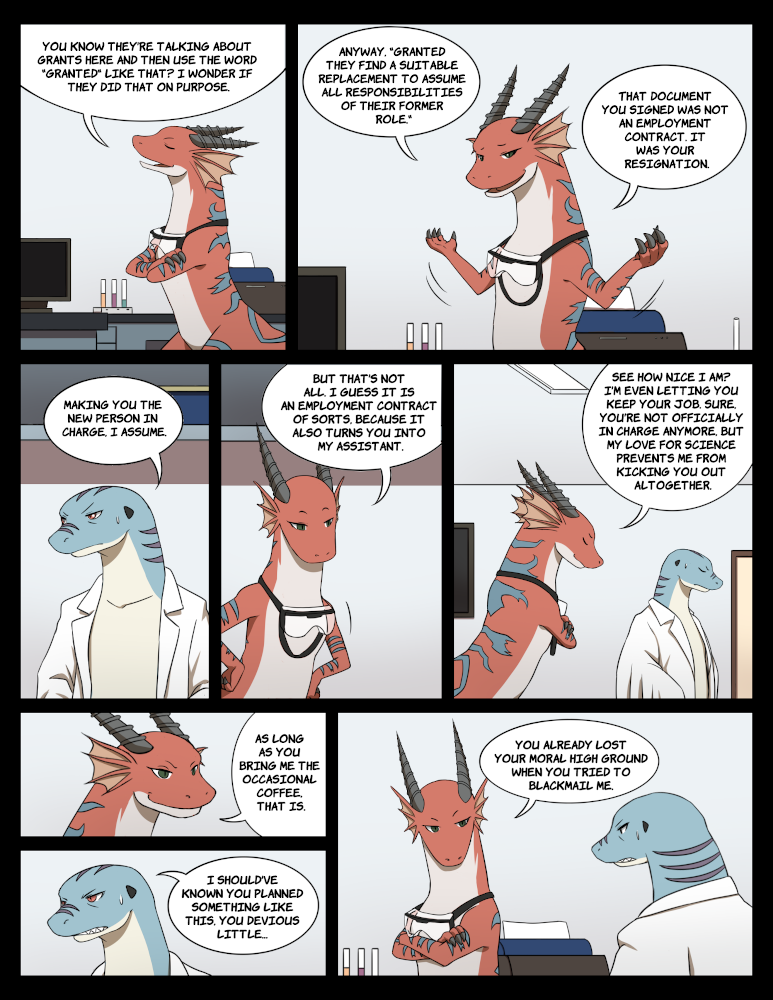 YOU KNOW THEY'RE TALKING ABOUT
GRANTS HERE AND THEN USE THE WORD
"GRANTED" LIKE THAT? I WONDER IF
THEY DID THAT ON PURPOSE.
ANYWAY. "GRANTED
THEY FIND A SUITABLE
REPLACEMENT TO ASSUME
ALL RESPONSIBILITIES
OF THEIR FORMER
ROLE."
THAT DOCUMENT
YOU SIGNED WAS NOT
AN EMPLOYMENT
CONTRACT. IT
WAS YOUR
RESIGNATION.
MAKING YOU THE
NEW PERSON IN
CHARGE, I ASSUME.
BUT THAT'S NOT
ALL. I GUESS IT IS
AN EMPLOYMENT CONTRACT
OF SORTS. BECAUSE IT
ALSO TURNS YOU INTO
MY ASSISTANT.
SEE HOW NICE I AM?
I'M EVEN LETTING YOU
KEEP YOUR JOB. SURE.
YOU'RE NOT OFFICIALLY
IN CHARGE ANYMORE, BUT
MY LOVE FOR SCIENCE
PREVENTS ME FROM
KICKING YOU OUT
ALTOGETHER.
AS LONG
AS YOU
BRING ME THE
OCCASIONAL
COFFEE,
THAT IS.
I SHOULD'VE
KNOWN YOU PLANNED
SOMETHING LIKE
THIS. YOU DEVIOUS
LITTLE...
YOU ALREADY LOST
YOUR MORAL HIGH GROUND
WHEN YOU TRIED TO
BLACKMAIL ME.